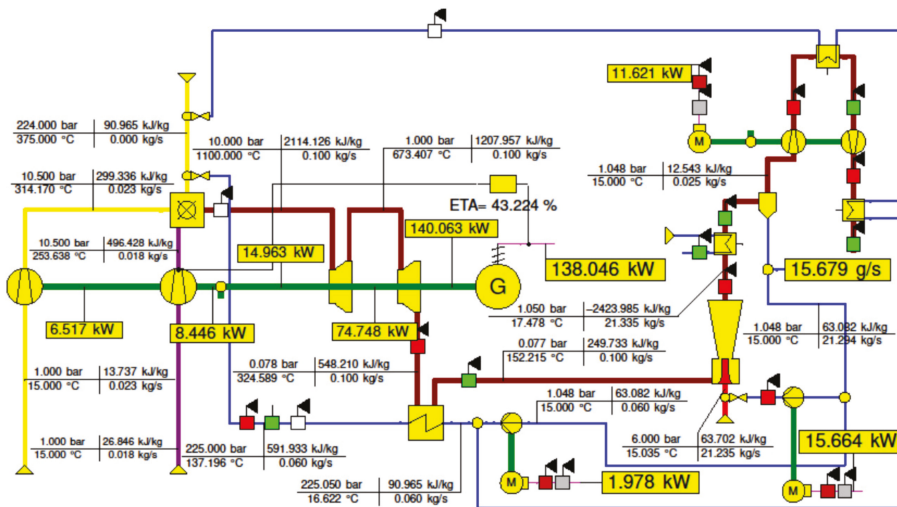 11.621 kW
M
224.000 bar 90.965 kJ/kg
375.000 °C 0.000 kg/s
10.000 bar 2114.126 kJ/kg
1100.000 °C 0.100 kg/s
1.000 bar 1207.957 kJ/kg
673.407 °C 0.100 kg/s
1.048 bar 12.543 kJ/kg
15.000 °C 0.025 kg/s
10.500 bar 299.336 kJ/kg
314.170 °C 0.023 kg/s
ETA= 43.224 %
10.500 bar 496.428 kJ/kg
253.638 °C 0.018 kg/s
14.963 kW
140.063 kW
138.046 kW
15.679 g/s
G
6.517 kW
8.446 kW
74.748 kW
1.050 bar –2423.985 kJ/kg
17.478 °C 21.335 kg/s
1.048 bar 63.082 kJ/kg
15.000 °C 21.294 kg/s
0.077 bar 249.733 kJ/kg
152.215 °C 0.100 kg/s
1.000 bar 13.737 kJ/kg
15.000 °C 0.023 kg/s
0.078 bar 548.210 kJ/kg
324.589 °C 0.100 kg/s
1.048 bar 63.082 kJ/kg
15.000 °C 0.060 kg/s
1.000 bar 26.846 kJ/kg
15.000 °C 0.018 kg/s
225.000 bar 591.933 kJ/kg
137.196 °C 0.060 kg/s
6.000 bar 63.702 kJ/kg
15.035 °C 21.235 kg/s
15.664 kW
225.050 bar 90.965 kJ/kg
16.622 °C 0.060 kg/s
M
1.978 kW
M